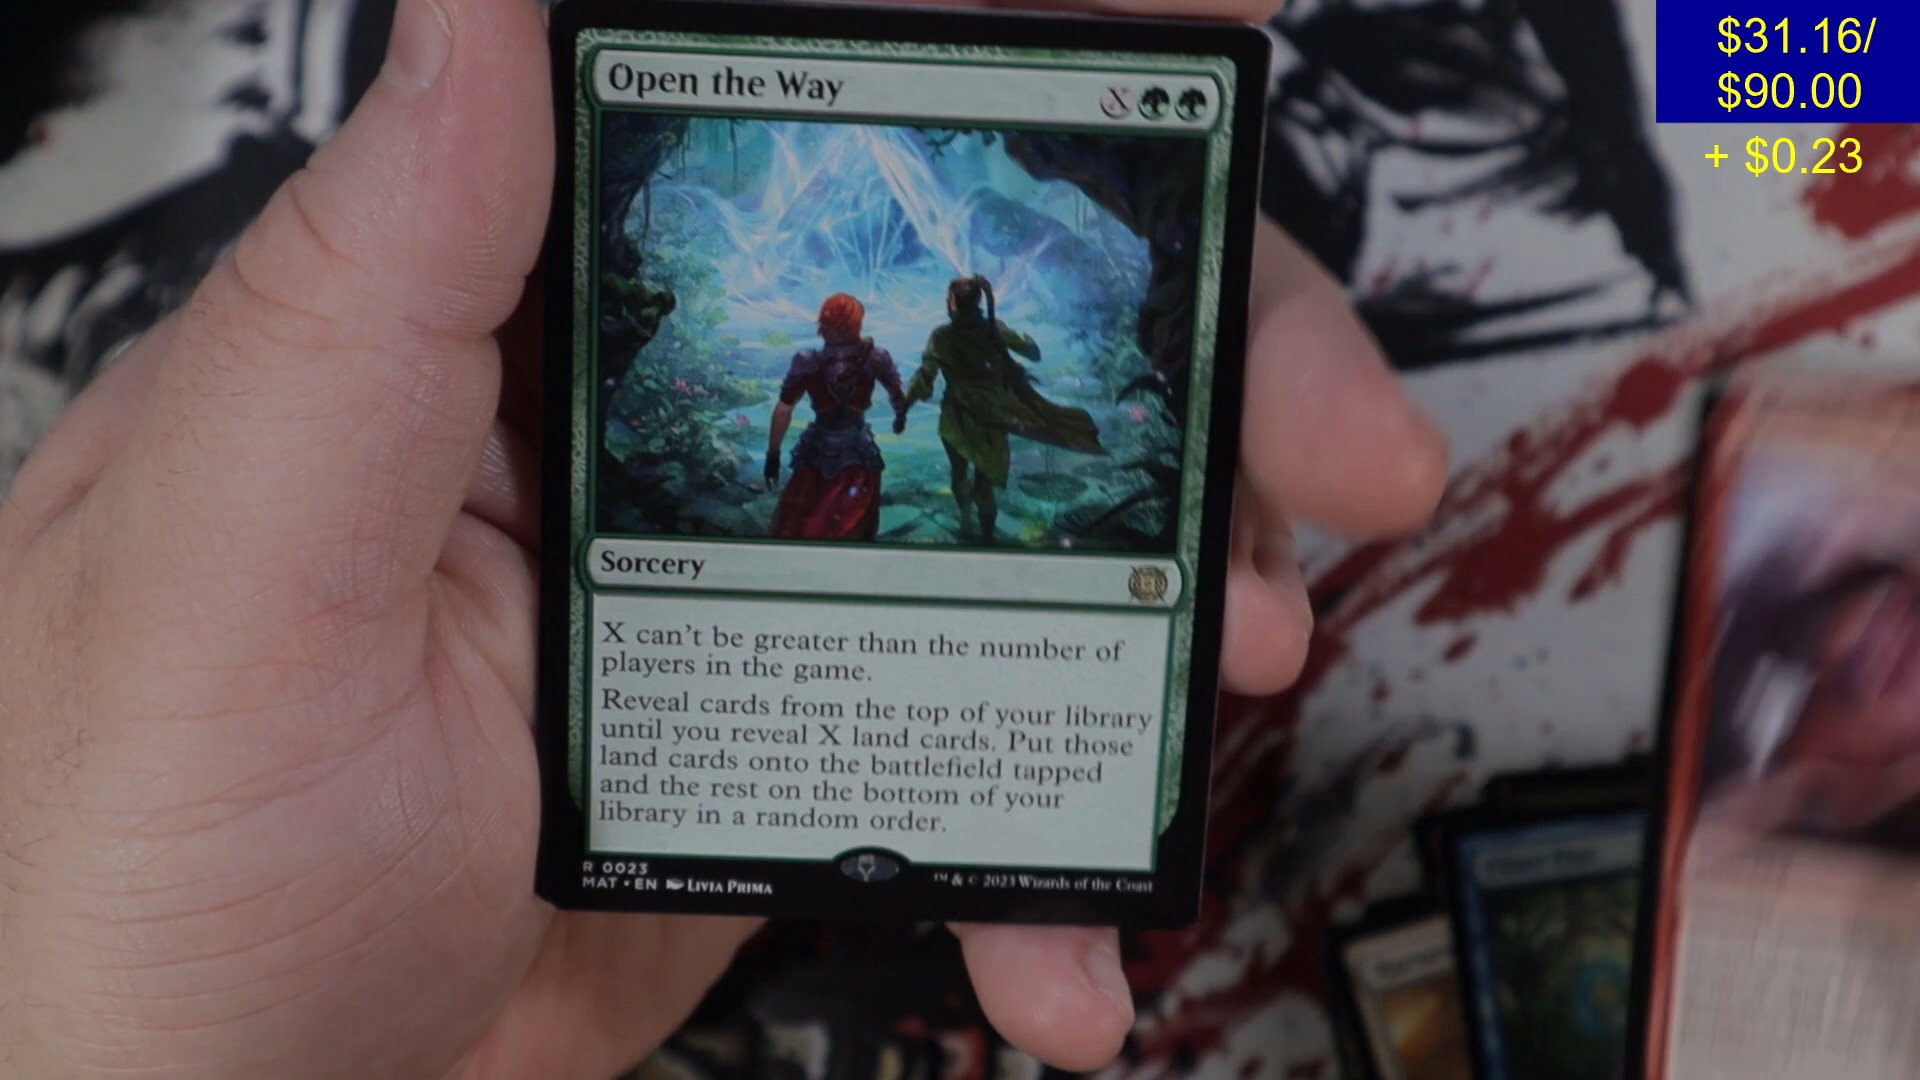 $31.16/
$90.00
+ $0.23
Open the Way
X
Sorcery
X can't be greater than the number of
players in the game.
Reveal cards from the top of your library
until you reveal X land cards. Put those
land cards onto the battlefield tapped
and the rest on the bottom of your
library in a random order.
R 0023
MAT • EN Livia Prima
™ & © 2023 Wizards of the Coast